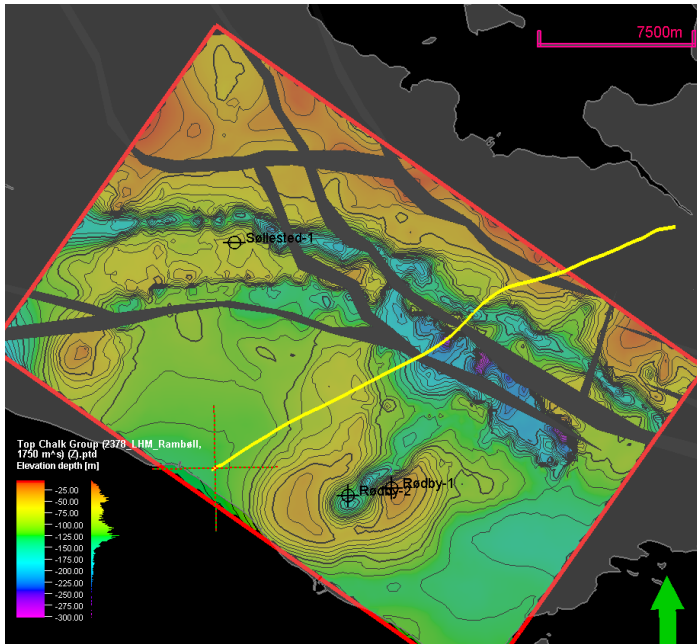 7500m
Søllested-1
Rødby-1
Rødby-2
Top Chalk Group (2378_LHM_Rambøll,
1750 m^s) (Z).ptd
Elevation depth [m]
-25.00
-50.00
-75.00
-100.00
-125.00
-150.00
-175.00
-200.00
-225.00
-250.00
-275.00
-300.00